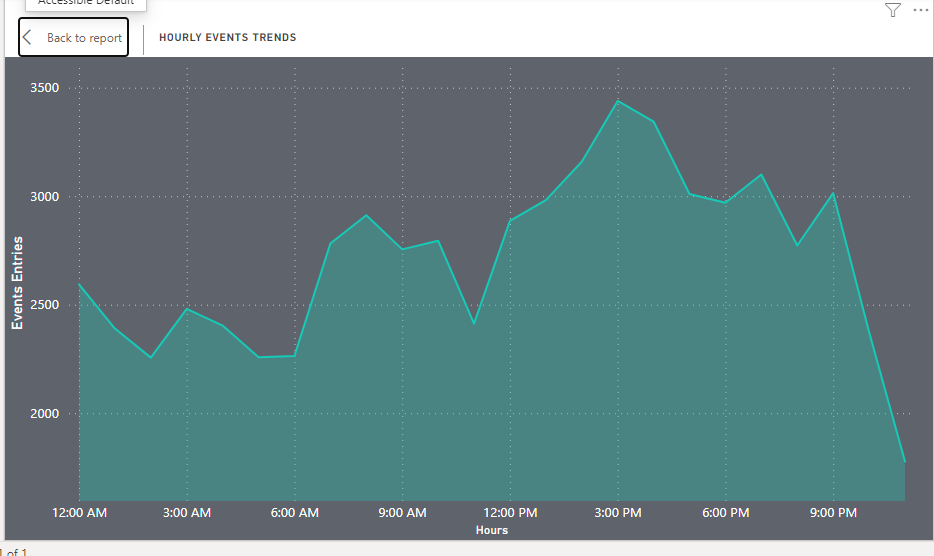 Accessible Default
Back to report
HOURLY EVENTS TRENDS
3500
3000
2500
2000
Events Entries
12:00 AM 3:00 AM 6:00 AM 9:00 AM 12:00 PM 3:00 PM 6:00 PM 9:00 PM
Hours
1 of 1